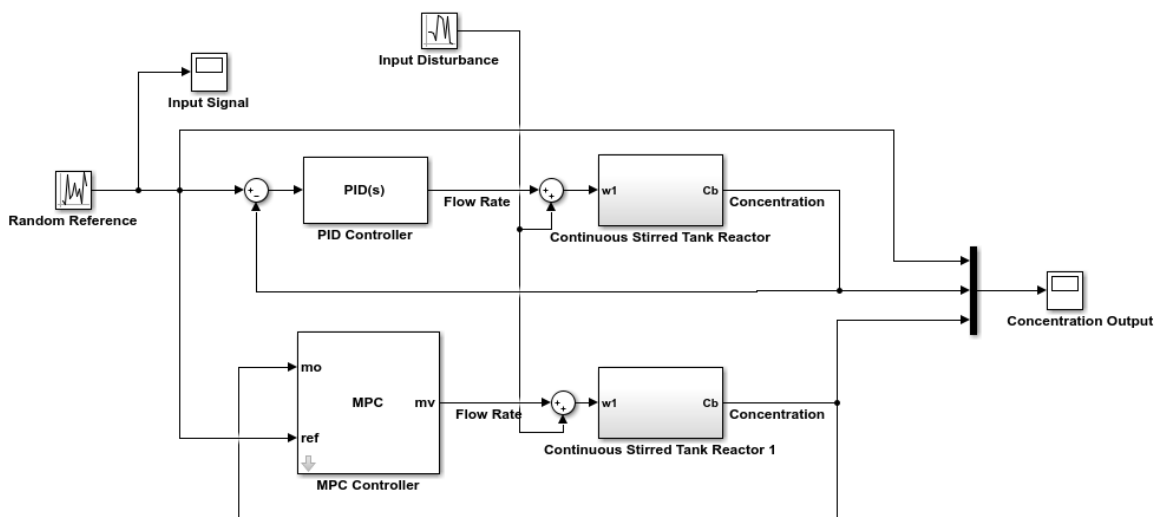 Input Disturbance
Input Signal
Random Reference
+
−
PID(s)
PID Controller
Flow Rate
+
+
w1
Cb
Concentration
Continuous Stirred Tank Reactor
Concentration Output
mo
MPC
mv
ref
MPC Controller
Flow Rate
+
+
w1
Cb
Concentration
Continuous Stirred Tank Reactor 1